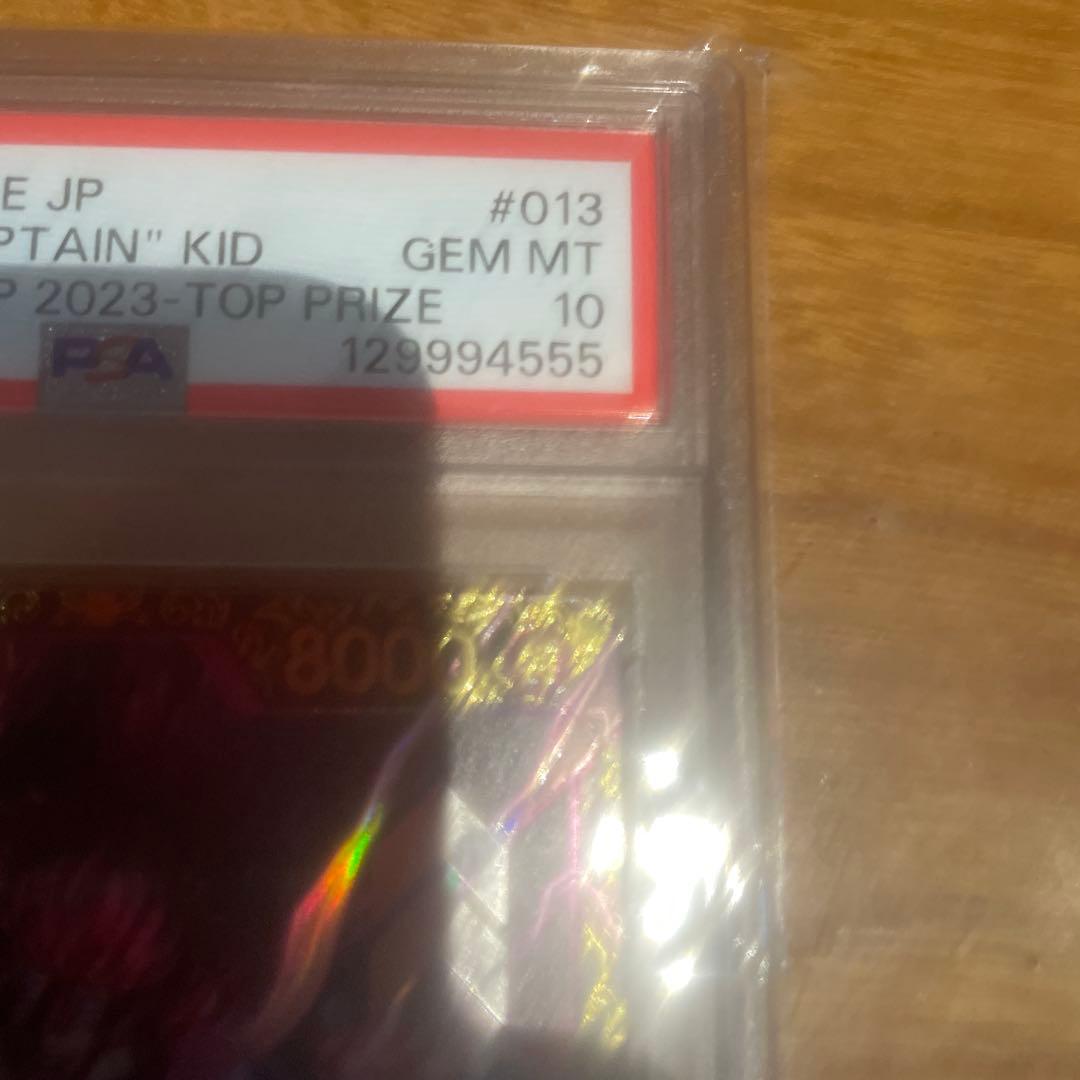 E JP #013
PTAIN" KID GEM MT
P 2023-TOP PRIZE 10
PSA 129994555
8000